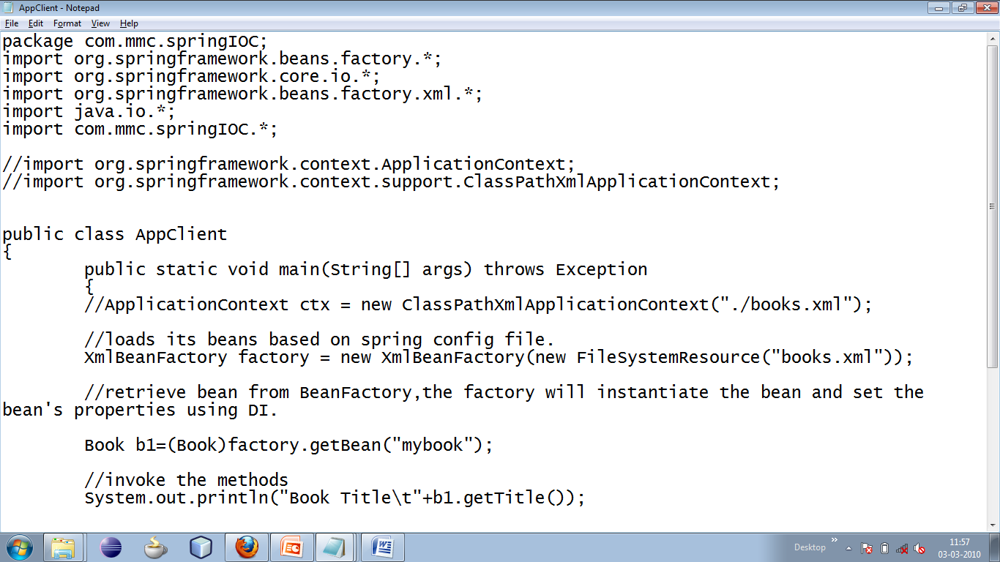 AppClient - Notepad
File Edit Format View Help
package com.mmc.springIOC;
import org.springframework.beans.factory.*;
import org.springframework.core.io.*;
import org.springframework.beans.factory.xml.*;
import java.io.*;
import com.mmc.springIOC.*;
//import org.springframework.context.ApplicationContext;
//import org.springframework.context.support.ClassPathXmlApplicationContext;
public class AppClient
{
public static void main(String[] args) throws Exception
{
//ApplicationContext ctx = new ClassPathXmlApplicationContext("./books.xml");
//loads its beans based on spring config file.
XmlBeanFactory factory = new XmlBeanFactory(new FileSystemResource("books.xml"));
//retrieve bean from BeanFactory,the factory will instantiate the bean and set the
bean's properties using DI.
Book b1=(Book)factory.getBean("mybook");
//invoke the methods
System.out.println("Book Title\t"+b1.getTitle());
Desktop
11:57
03-03-2010